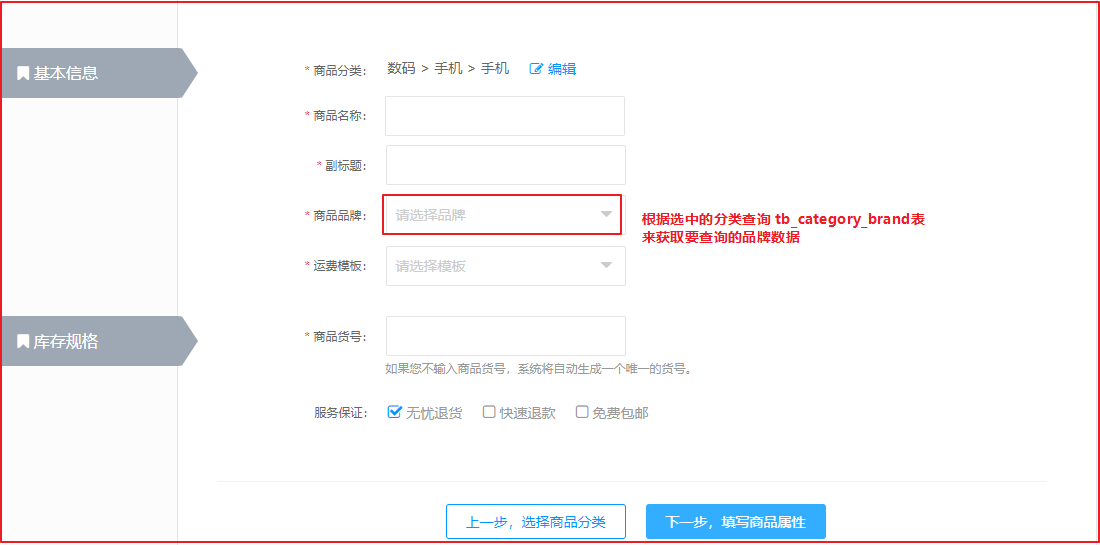 基本信息
* 商品分类： 数码 > 手机 > 手机 编辑
* 商品名称：
* 副标题：
* 商品品牌： 请选择品牌
根据选中的分类查询 tb_category_brand表
来获取要查询的品牌数据
* 运费模板： 请选择模板
库存规格
* 商品货号：
如果您不输入商品货号，系统将自动生成一个唯一的货号。
服务保证： 无忧退货 快速退款 免费包邮
上一步，选择商品分类 下一步，填写商品属性